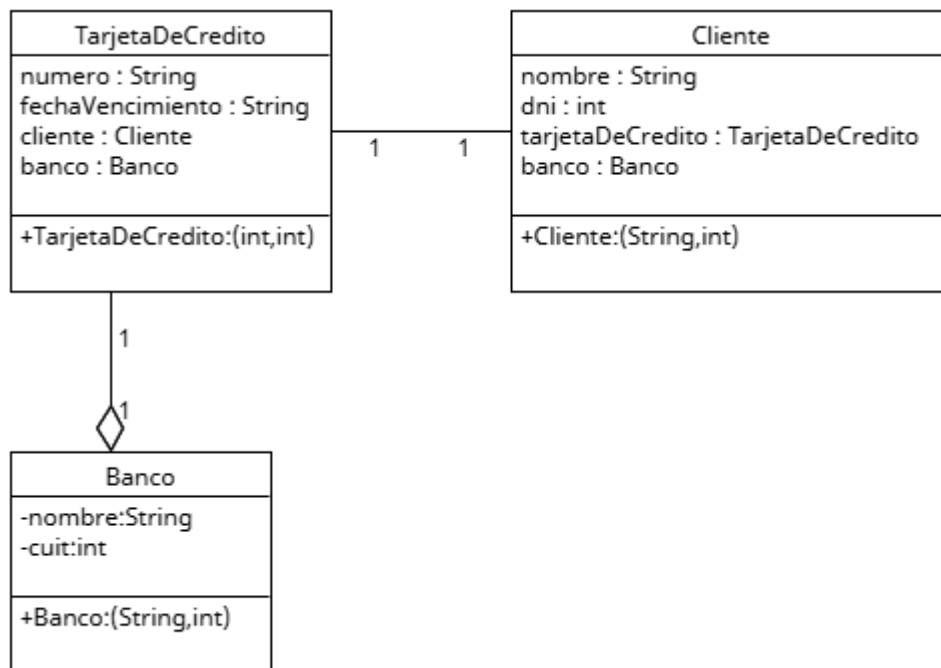 TarjetaDeCredito
numero : String
fechaVencimiento : String
cliente : Cliente
banco : Banco
+TarjetaDeCredito:(int,int)
1
1
Cliente
nombre : String
dni : int
tarjetaDeCredito : TarjetaDeCredito
banco : Banco
+Cliente:(String,int)
1
1
Banco
-nombre:String
-cuit:int
+Banco:(String,int)